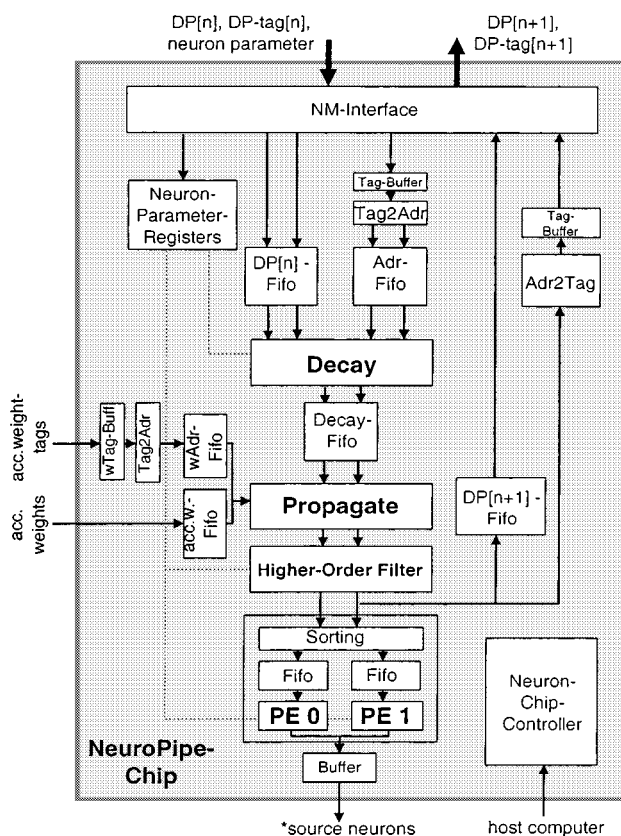 DP[n], DP-tag[n],
neuron parameter
DP[n+1],
DP-tag[n+1]
NM-Interface
Neuron-
Parameter-
Registers
Tag-Buffer
Tag2Adr
DP[n] -
Fifo
Adr-
Fifo
Tag-
Buffer
Adr2Tag
Decay
Decay-
Fifo
acc.weight-
tags
wTag-Buff
Tag2Adr
wAdr-
Fifo
acc.
weights
acc.w.-
Fifo
Propagate
DP[n+1] -
Fifo
Higher-Order Filter
Sorting
Fifo
Fifo
PE 0
PE 1
Neuron-
Chip-
Controller
NeuroPipe-
Chip
Buffer
*source neurons
host computer